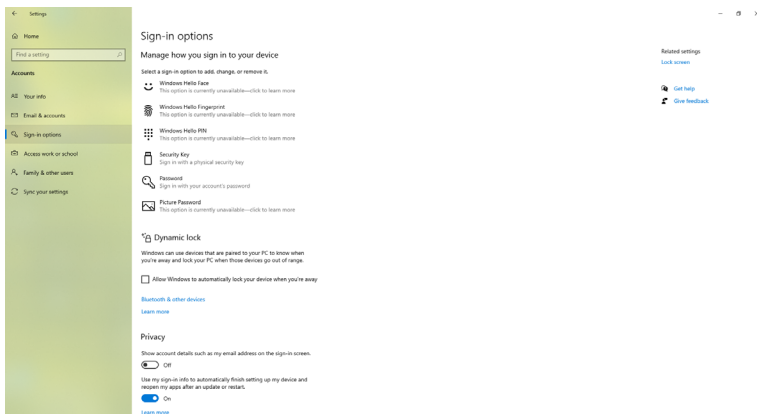 Settings
Home
Find a setting
Accounts
Your info
Email & accounts
Sign-in options
Access work or school
Family & other users
Sync your settings
Sign-in options
Manage how you sign in to your device
Select a sign-in option to add, change, or remove it.
Windows Hello Face
This option is currently unavailable—click to learn more
Windows Hello Fingerprint
This option is currently unavailable—click to learn more
Windows Hello PIN
This option is currently unavailable—click to learn more
Security Key
Sign in with a physical security key
Password
Sign in with your account's password
Picture Password
This option is currently unavailable—click to learn more
Dynamic lock
Windows can use devices that are paired to your PC to know when
you're away and lock your PC when those devices go out of range.
Allow Windows to automatically lock your device when you're away
Bluetooth & other devices
Learn more
Privacy
Show account details such as my email address on the sign-in screen.
Off
Use my sign-in info to automatically finish setting up my device and
reopen my apps after an update or restart.
On
Learn more
Related settings
Lock screen
Get help
Give feedback